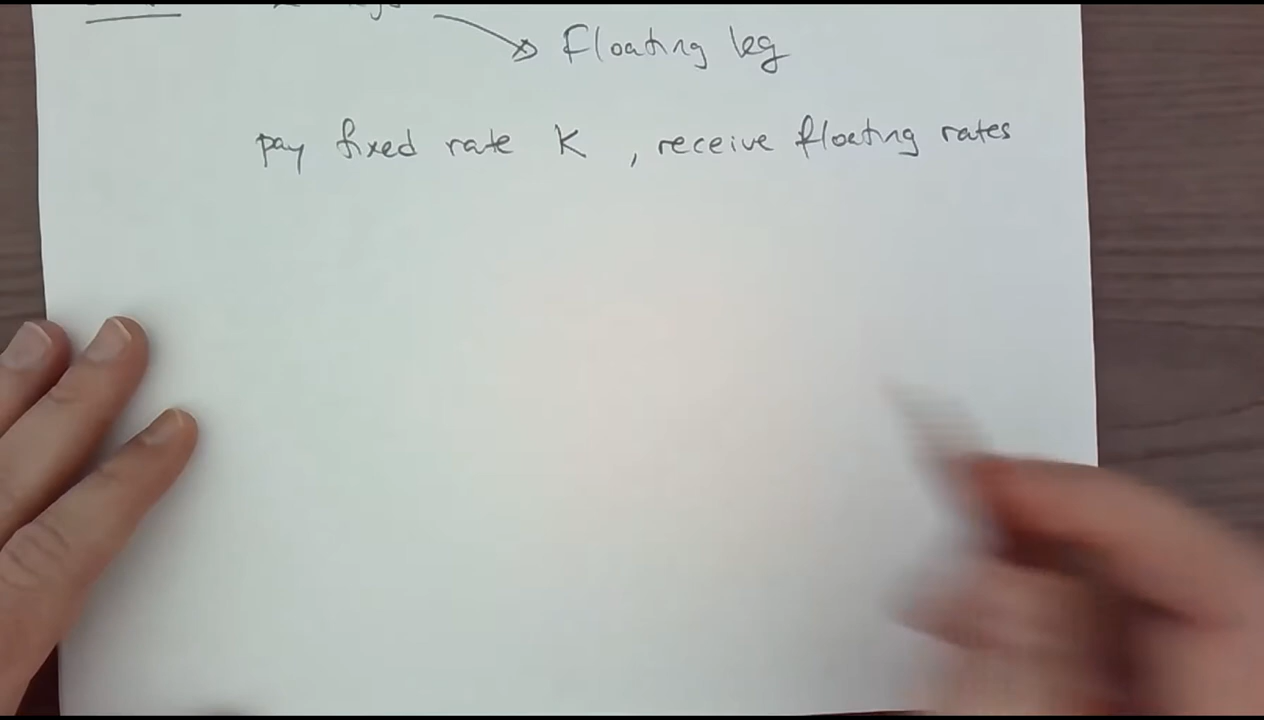 Floating leg
pay fixed rate K , receive floating rates